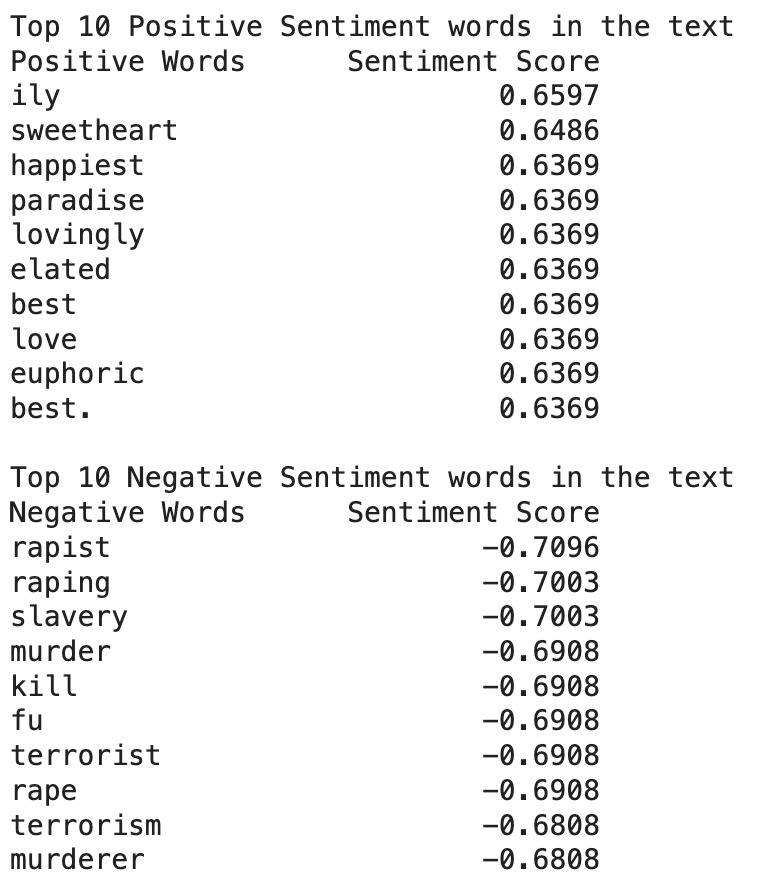 Top 10 Positive Sentiment words in the text
Positive Words Sentiment Score
ily 0.6597
sweetheart 0.6486
happiest 0.6369
paradise 0.6369
lovingly 0.6369
elated 0.6369
best 0.6369
love 0.6369
euphoric 0.6369
best. 0.6369
Top 10 Negative Sentiment words in the text
Negative Words Sentiment Score
rapist -0.7096
raping -0.7003
slavery -0.7003
murder -0.6908
kill -0.6908
fu -0.6908
terrorist -0.6908
rape -0.6908
terrorism -0.6808
murderer -0.6808